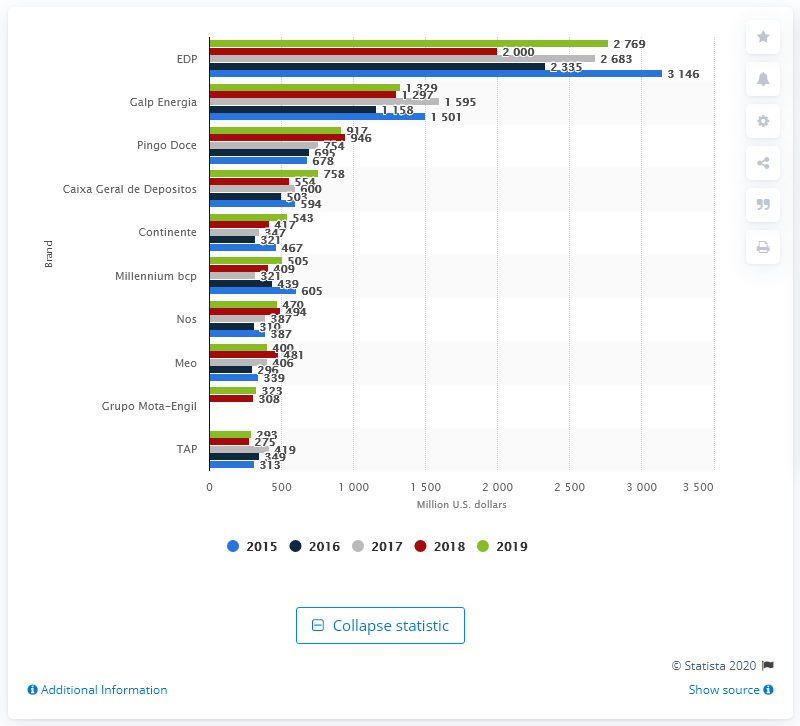 Brand
EDP
2 769
2 000
2 683
2 335
3 146
Galp Energia
1 329
1 297
1 595
1 158
1 501
Pingo Doce
917
946
754
695
678
Caixa Geral de Depositos
758
554
600
503
594
Continente
543
417
347
321
467
Millennium bcp
505
409
321
439
605
Nos
470
494
387
310
387
Meo
400
481
406
296
339
Grupo Mota-Engil
323
308
TAP
293
275
419
349
313
0 500 1 000 1 500 2 000 2 500 3 000 3 500
Million U.S. dollars
2015 2016 2017 2018 2019
Collapse statistic
© Statista 2020
Additional Information Show source